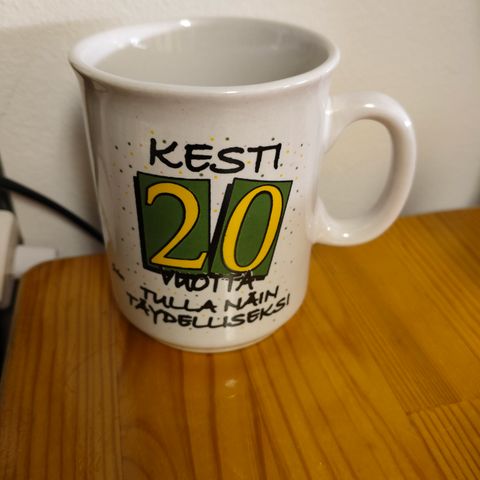 KESTI
20
VUOTTA
TULLA NÄIN
TÄYDELLISEKSI